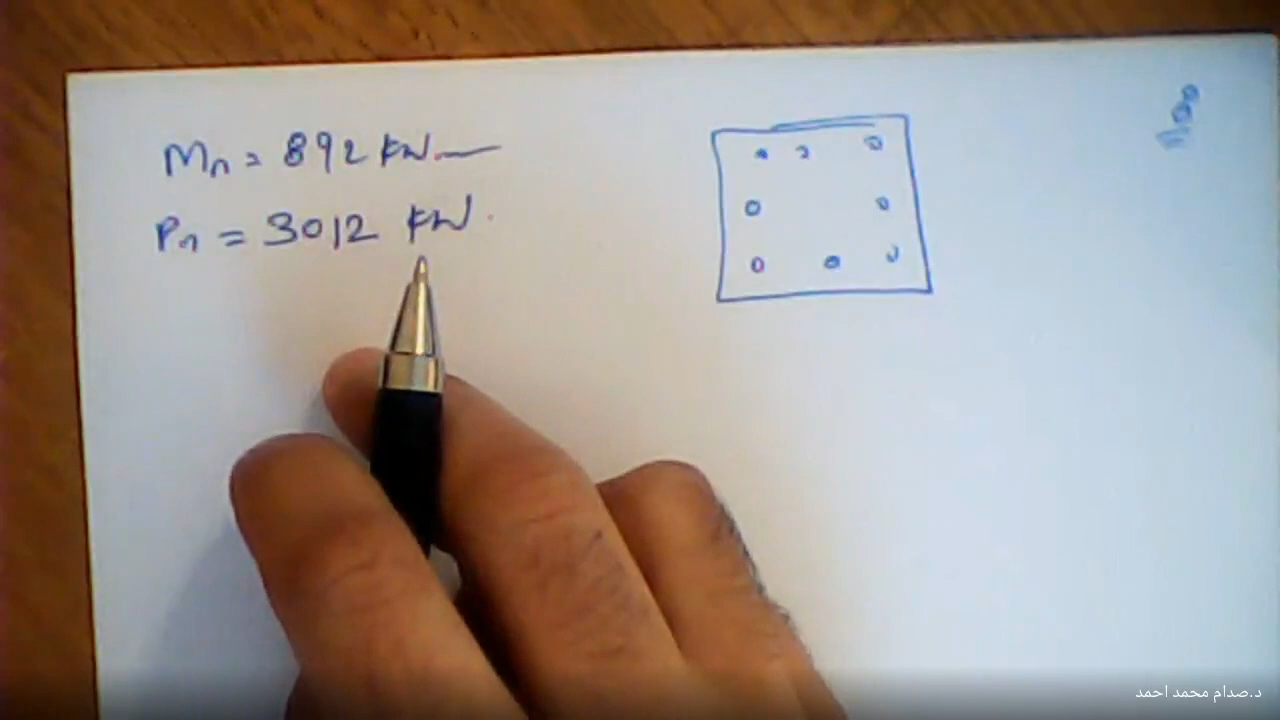 Mn = 892 kN.
Pn = 3012 kN.
د.صدام محمد احمد